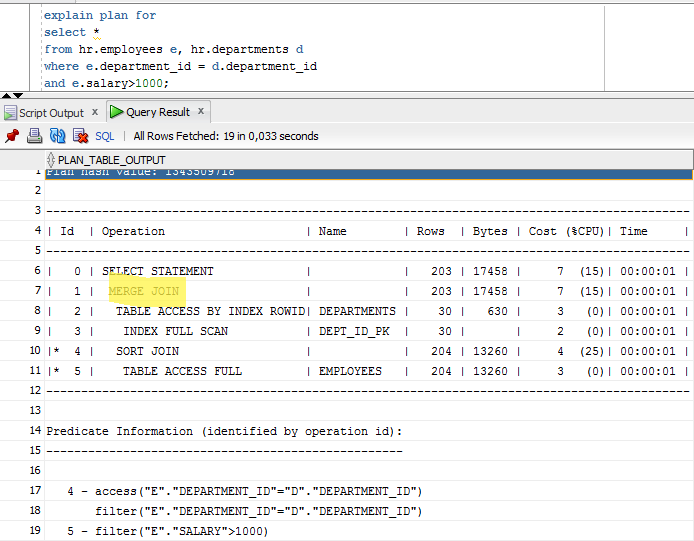 explain plan for
select *
from hr.employees e, hr.departments d
where e.department_id = d.department_id
and e.salary>1000;
Script Output x Query Result x
SQL | All Rows Fetched: 19 in 0,033 seconds
PLAN_TABLE_OUTPUT
1 Plan hash value: 1343509718
2
3 --------------------------------------------------------------------------------------------
4 | Id | Operation | Name | Rows | Bytes | Cost (%CPU)| Time |
5 --------------------------------------------------------------------------------------------
6 | 0 | SELECT STATEMENT | | 203 | 17458 | 7 (15)| 00:00:01 |
7 | 1 | MERGE JOIN | | 203 | 17458 | 7 (15)| 00:00:01 |
8 | 2 | TABLE ACCESS BY INDEX ROWID| DEPARTMENTS | 30 | 630 | 3 (0)| 00:00:01 |
9 | 3 | INDEX FULL SCAN | DEPT_ID_PK | 30 | | 2 (0)| 00:00:01 |
10 |* 4 | SORT JOIN | | 204 | 13260 | 4 (25)| 00:00:01 |
11 |* 5 | TABLE ACCESS FULL | EMPLOYEES | 204 | 13260 | 3 (0)| 00:00:01 |
12 --------------------------------------------------------------------------------------------
13
14 Predicate Information (identified by operation id):
15 ---------------------------------------------------
16
17 4 - access("E"."DEPARTMENT_ID"="D"."DEPARTMENT_ID")
18 filter("E"."DEPARTMENT_ID"="D"."DEPARTMENT_ID")
19 5 - filter("E"."SALARY">1000)